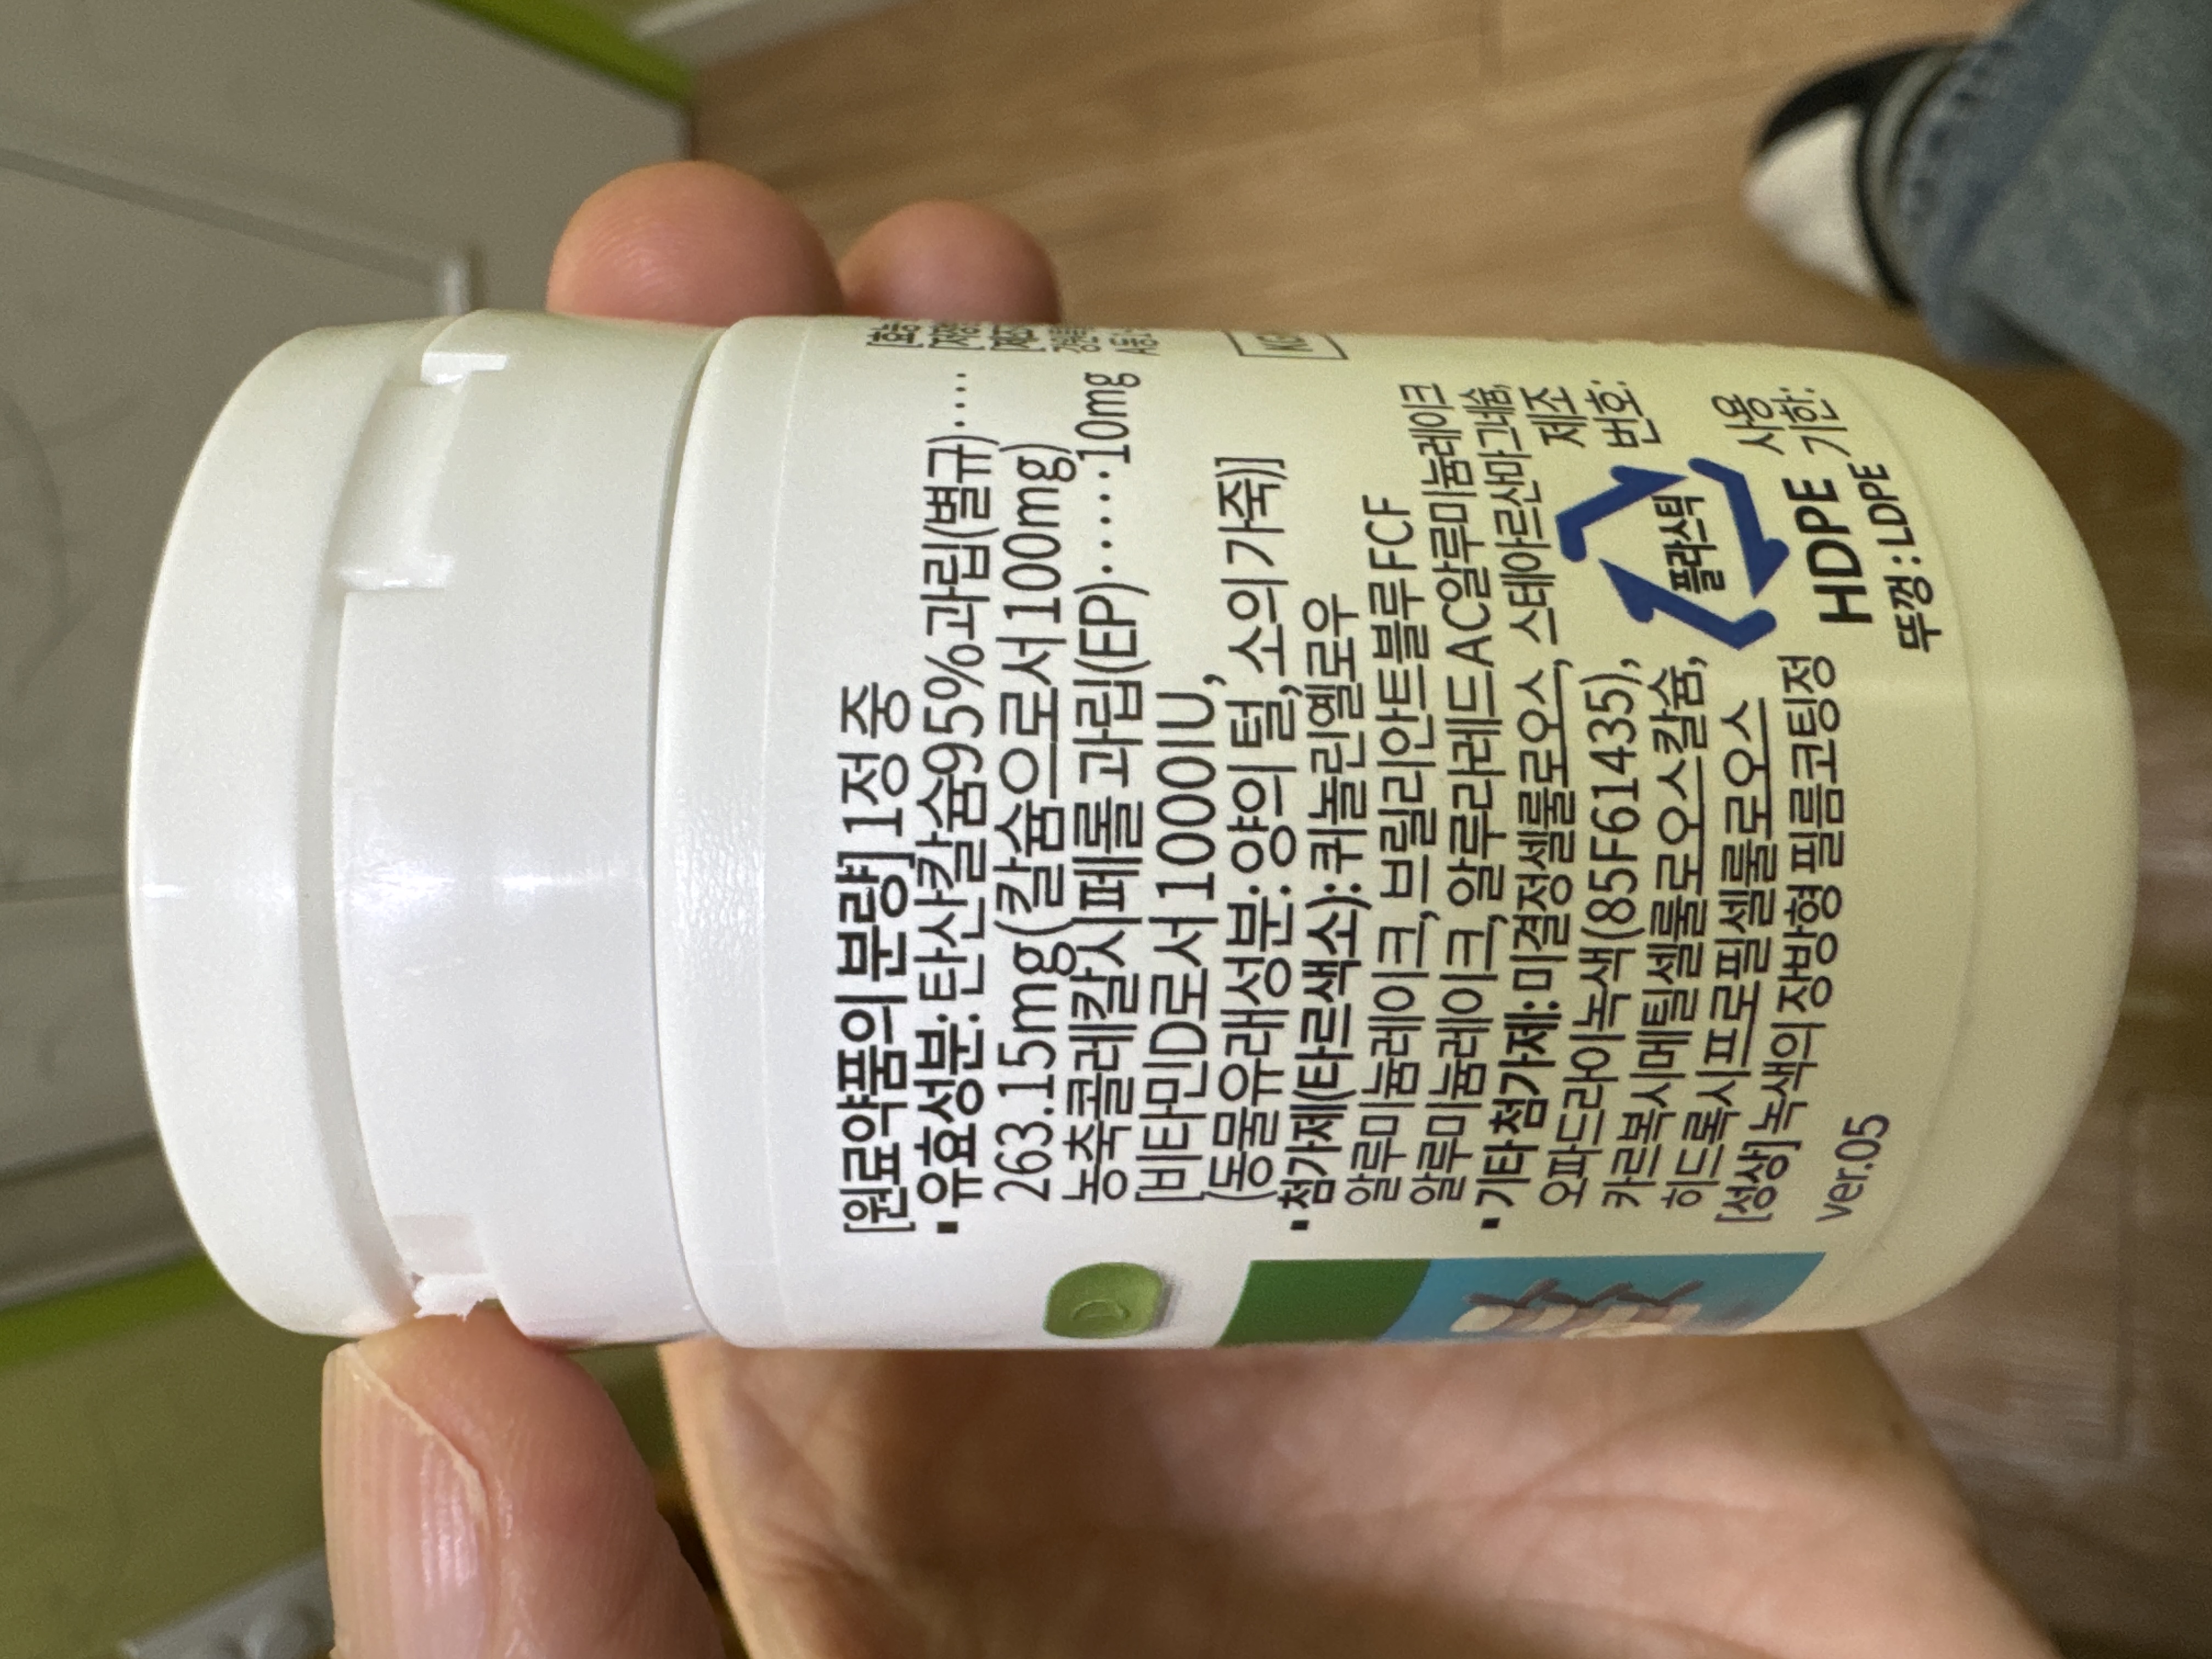 [원료약품의 분량] 1정 중
▪ 유효성분: 탄산칼슘95%과립(별규)·····
263.15mg(칼슘으로서 100mg)
농축콜레칼시페롤 과립(EP)······10mg
[비타민D로서 1000IU,
(동물유래성분: 양의 털, 소의 가죽)]
▪ 첨가제(타르색소): 퀴놀린옐로우
알루미늄레이크, 브릴리안트블루 FCF
알루미늄레이크, 알루라레드AC알루미늄레이크
▪ 기타 첨가제: 미결정셀룰로오스, 스테아르산마그네슘,
오파드라이녹색(85F61435),
카르복시메틸셀룰로오스칼슘,
히드록시프로필셀룰로오스
[성상] 녹색의 장방형 필름코팅정
Ver.05
플라스틱
HDPE
뚜껑 : LDPE
제조
번호:
사용
기한: